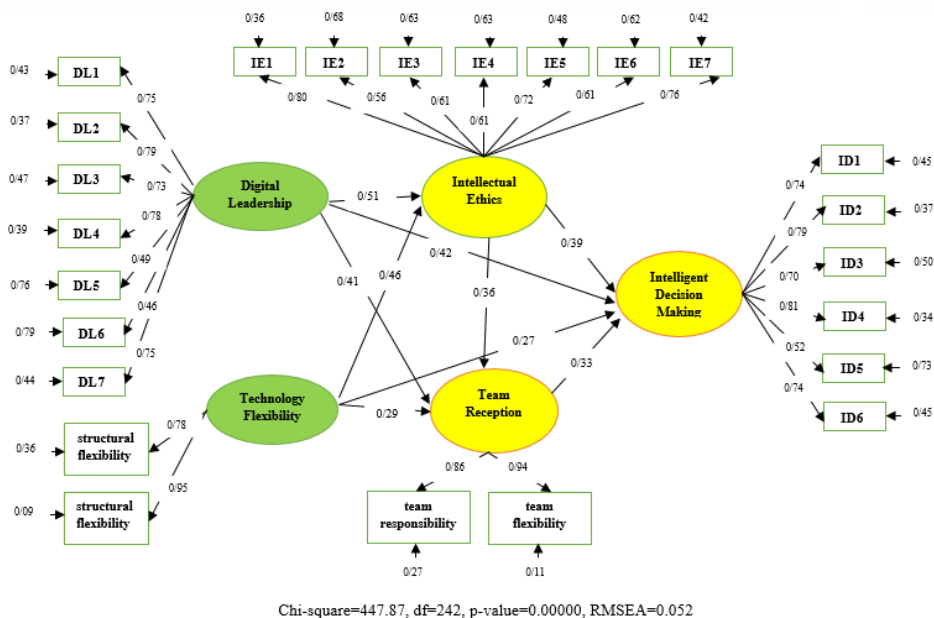 0/36 0/68 0/63 0/63 0/48 0/62 0/42
IE1 IE2 IE3 IE4 IE5 IE6 IE7
0/80 0/56 0/61 0/61 0/72 0/61 0/76
0/43 DL1 0/75
0/37 DL2 0/79
0/47 DL3 0/73
0/39 DL4 0/78
0/76 DL5 0/49
0/79 DL6 0/46
0/44 DL7 0/75
Digital
Leadership
Intellectual
Ethics
0/51
0/42
0/41
0/46
0/36
0/39
0/27
0/33
0/29
Intelligent
Decision
Making
0/74 ID1 0/45
0/79 ID2 0/37
0/70 ID3 0/50
0/81 ID4 0/34
0/52 ID5 0/73
0/74 ID6 0/45
Technology
Flexibility
Team
Reception
0/78
structural
flexibility
0/36
0/95
structural
flexibility
0/09
0/86 0/94
team
responsibility
team
flexibility
0/27 0/11
Chi-square=447.87, df=242, p-value=0.00000, RMSEA=0.052